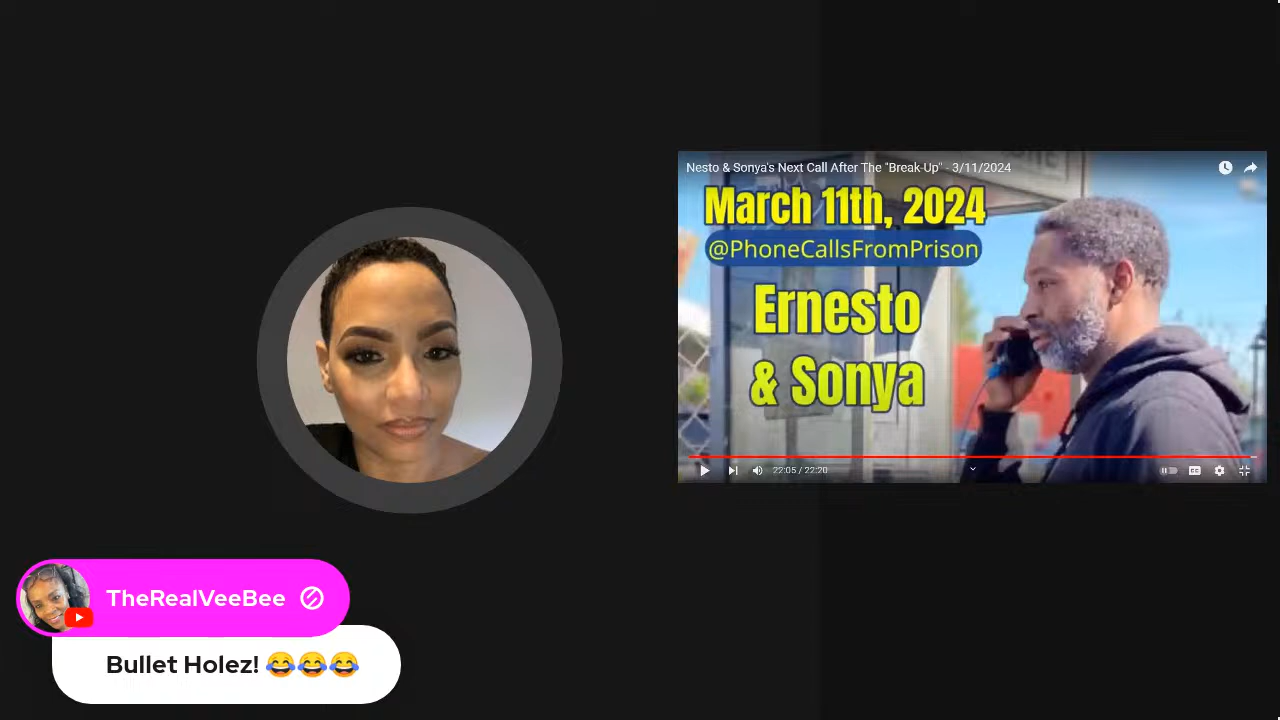 Nesto & Sonya's Next Call After The "Break-Up" - 3/11/2024
March 11th, 2024
@PhoneCallsFromPrison
Ernesto
& Sonya
22:05 / 22:20
TheRealVeeBee
Bullet Holez! 😂😂😂